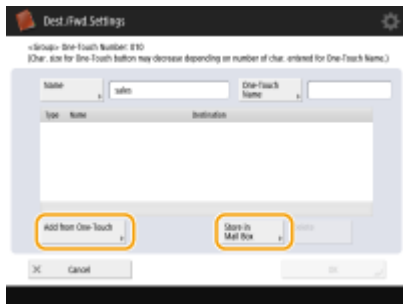 Dest./Fwd.Settings
<Group> One-Touch Number: 010
(Char. size for One-Touch button may decrease depending on number of char. entered for One-Touch Name.)
Name
sales
One-Touch
Name
Type Name Destination
Add from One-Touch
Store in
Mail Box
Delete
Cancel
OK